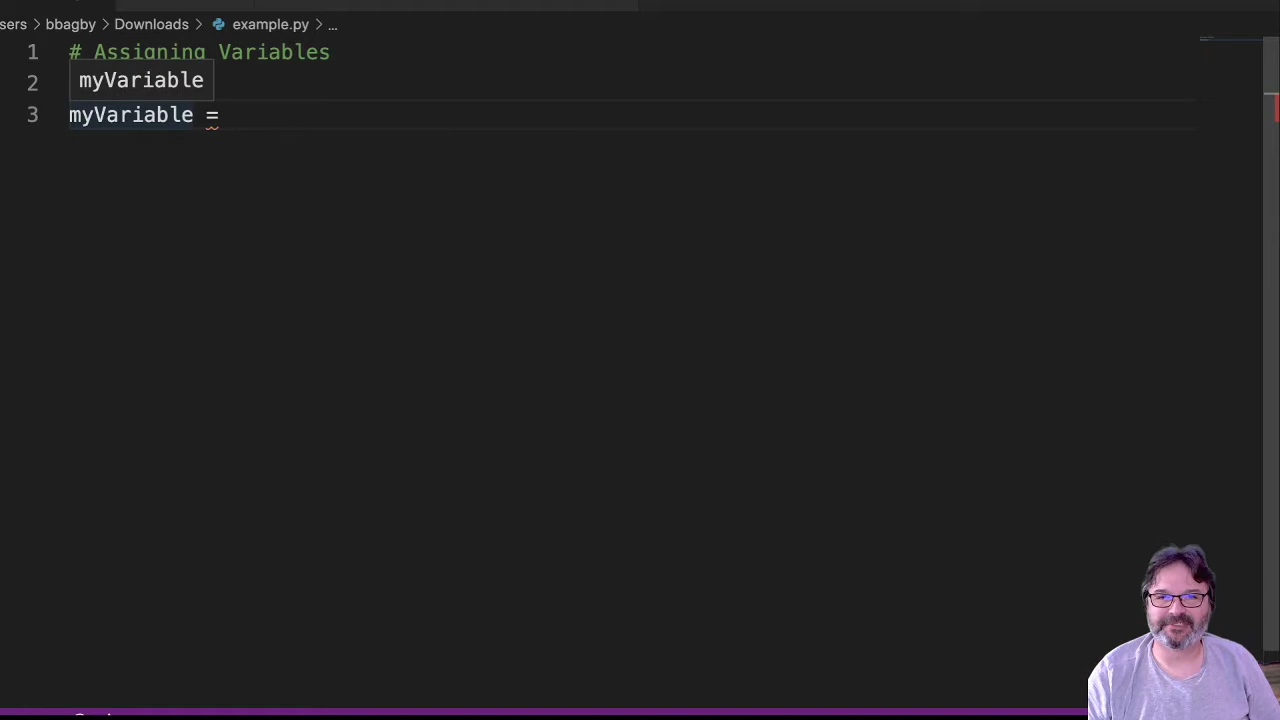 sers > bbagby > Downloads > example.py > ...
1 # Assigning Variables
myVariable
2
3 myVariable =